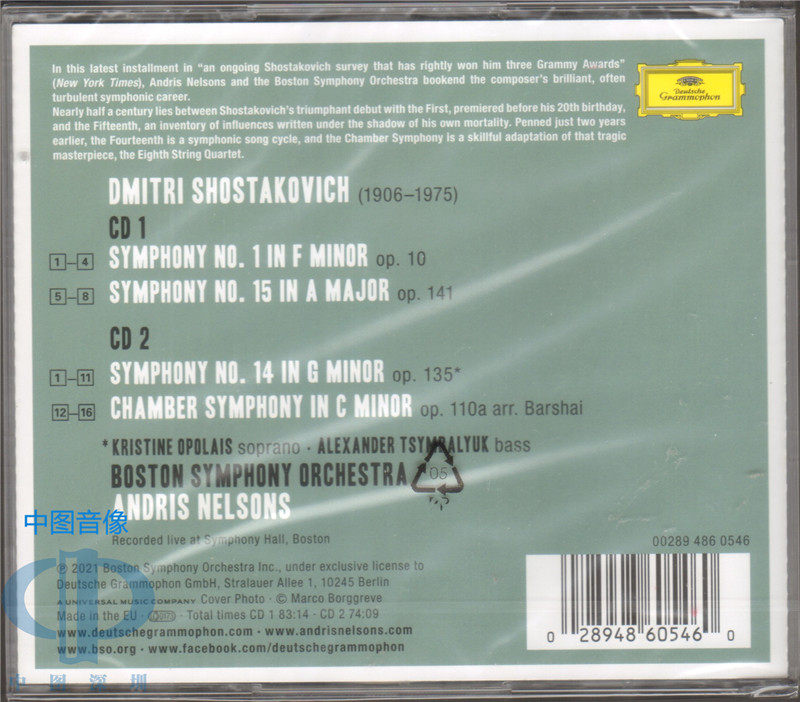 In this latest installment in “an ongoing Shostakovich survey that has rightly won him three Grammy Awards”
(New York Times), Andris Nelsons and the Boston Symphony Orchestra bookend the composer’s brilliant, often
turbulent symphonic career.
Nearly half a century lies between Shostakovich’s triumphant debut with the First, premiered before his 20th birthday,
and the Fifteenth, an inventory of influences written under the shadow of his own mortality. Penned just two years
earlier, the Fourteenth is a symphonic song cycle, and the Chamber Symphony is a skillful adaptation of that tragic
masterpiece, the Eighth String Quartet.
Deutsche
Grammophon
DMITRI SHOSTAKOVICH (1906–1975)
CD 1
1–4 SYMPHONY NO. 1 IN F MINOR op. 10
5–8 SYMPHONY NO. 15 IN A MAJOR op. 141
CD 2
1–11 SYMPHONY NO. 14 IN G MINOR op. 135*
12–16 CHAMBER SYMPHONY IN C MINOR op. 110a arr. Barshai
* KRISTINE OPOLAIS soprano · ALEXANDER TSYMBALYUK bass
BOSTON SYMPHONY ORCHESTRA
05
ANDRIS NELSONS
中图音像
Recorded live at Symphony Hall, Boston
00289 486 0546
℗ 2021 Boston Symphony Orchestra Inc., under exclusive license to
Deutsche Grammophon GmbH, Stralauer Allee 1, 10245 Berlin
A UNIVERSAL MUSIC COMPANY Cover Photo · © Marco Borggreve
Made in the EU · Total times CD 1 83:14 · CD 2 74:09
www.deutschegrammophon.com · www.andrisnelsons.com
www.bso.org · www.facebook.com/deutschegrammophon
0 28948 60546 0
中图深圳